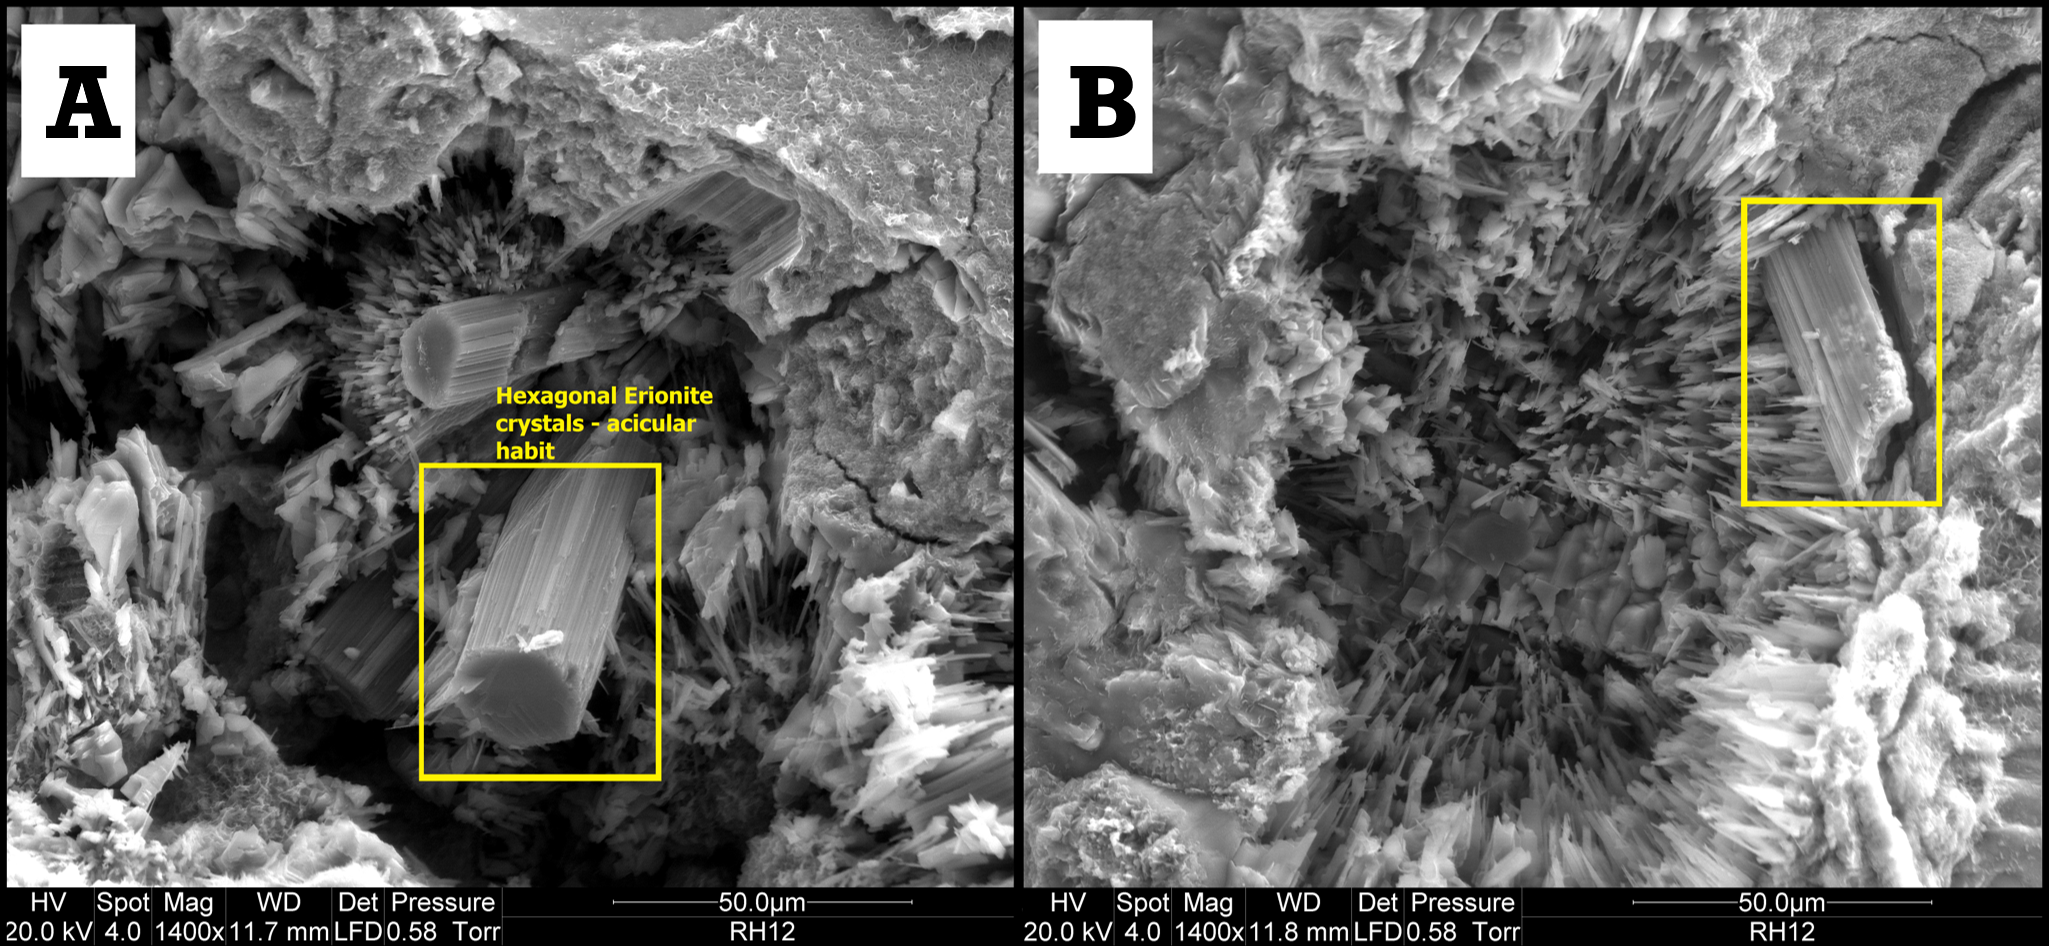 A
Hexagonal Erionite
crystals - acicular
habit
HV Spot Mag WD Det Pressure 50.0µm
20.0 kV 4.0 1400x 11.7 mm LFD 0.58 Torr RH12
B
HV Spot Mag WD Det Pressure 50.0µm
20.0 kV 4.0 1400x 11.8 mm LFD 0.58 Torr RH12